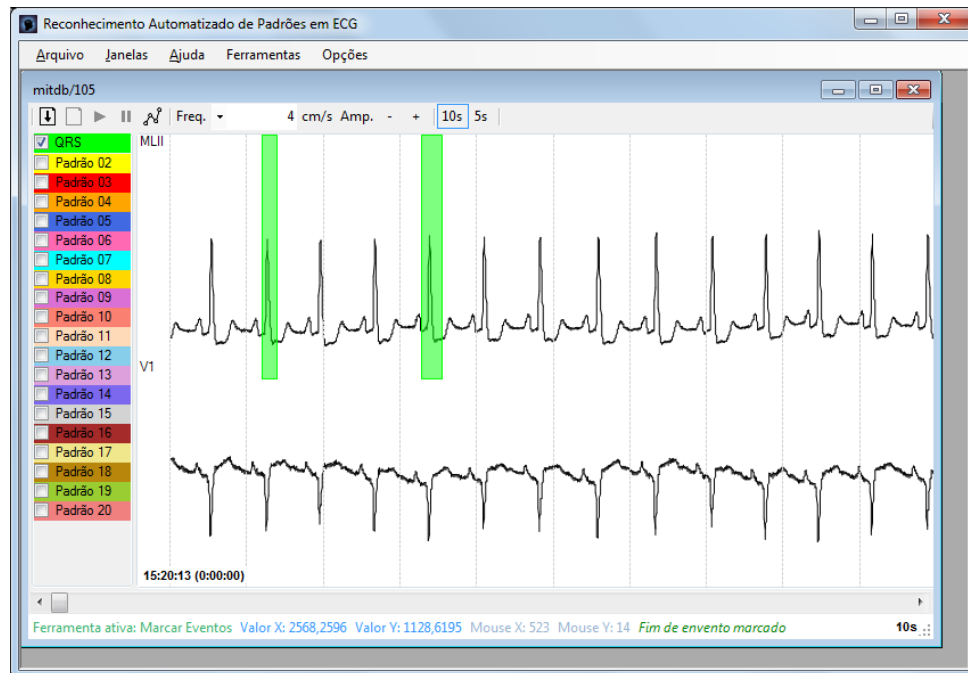 Reconhecimento Automatizado de Padrões em ECG
Arquivo Janelas Ajuda Ferramentas Opções
mitdb/105
Freq. 4 cm/s Amp. - + 10s 5s
QRS
MLII
Padrão 02
Padrão 03
Padrão 04
Padrão 05
Padrão 06
Padrão 07
Padrão 08
Padrão 09
Padrão 10
Padrão 11
Padrão 12
V1
Padrão 13
Padrão 14
Padrão 15
Padrão 16
Padrão 17
Padrão 18
Padrão 19
Padrão 20
15:20:13 (0:00:00)
Ferramenta ativa: Marcar Eventos Valor X: 2568,2596 Valor Y: 1128,6195 Mouse X: 523 Mouse Y: 14 Fim de envento marcado 10s